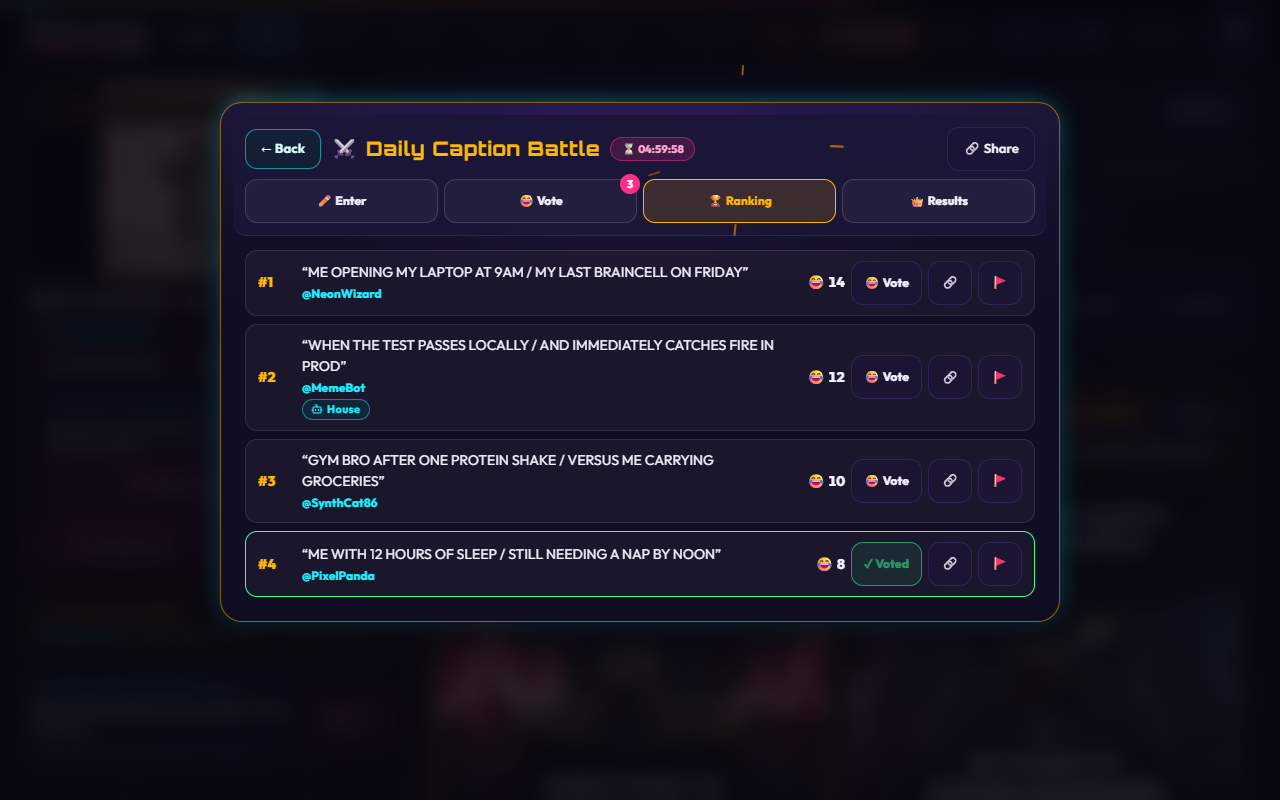 ← Back
Daily Caption Battle
04:59:58
Share
Enter
Vote
3
Ranking
Results
#1
“ME OPENING MY LAPTOP AT 9AM / MY LAST BRAINCELL ON FRIDAY”
@NeonWizard
14
Vote
#2
“WHEN THE TEST PASSES LOCALLY / AND IMMEDIATELY CATCHES FIRE IN
PROD”
@MemeBot
House
12
Vote
#3
“GYM BRO AFTER ONE PROTEIN SHAKE / VERSUS ME CARRYING
GROCERIES”
@SynthCat86
10
Vote
#4
“ME WITH 12 HOURS OF SLEEP / STILL NEEDING A NAP BY NOON”
@PixelPanda
8
✓ Voted